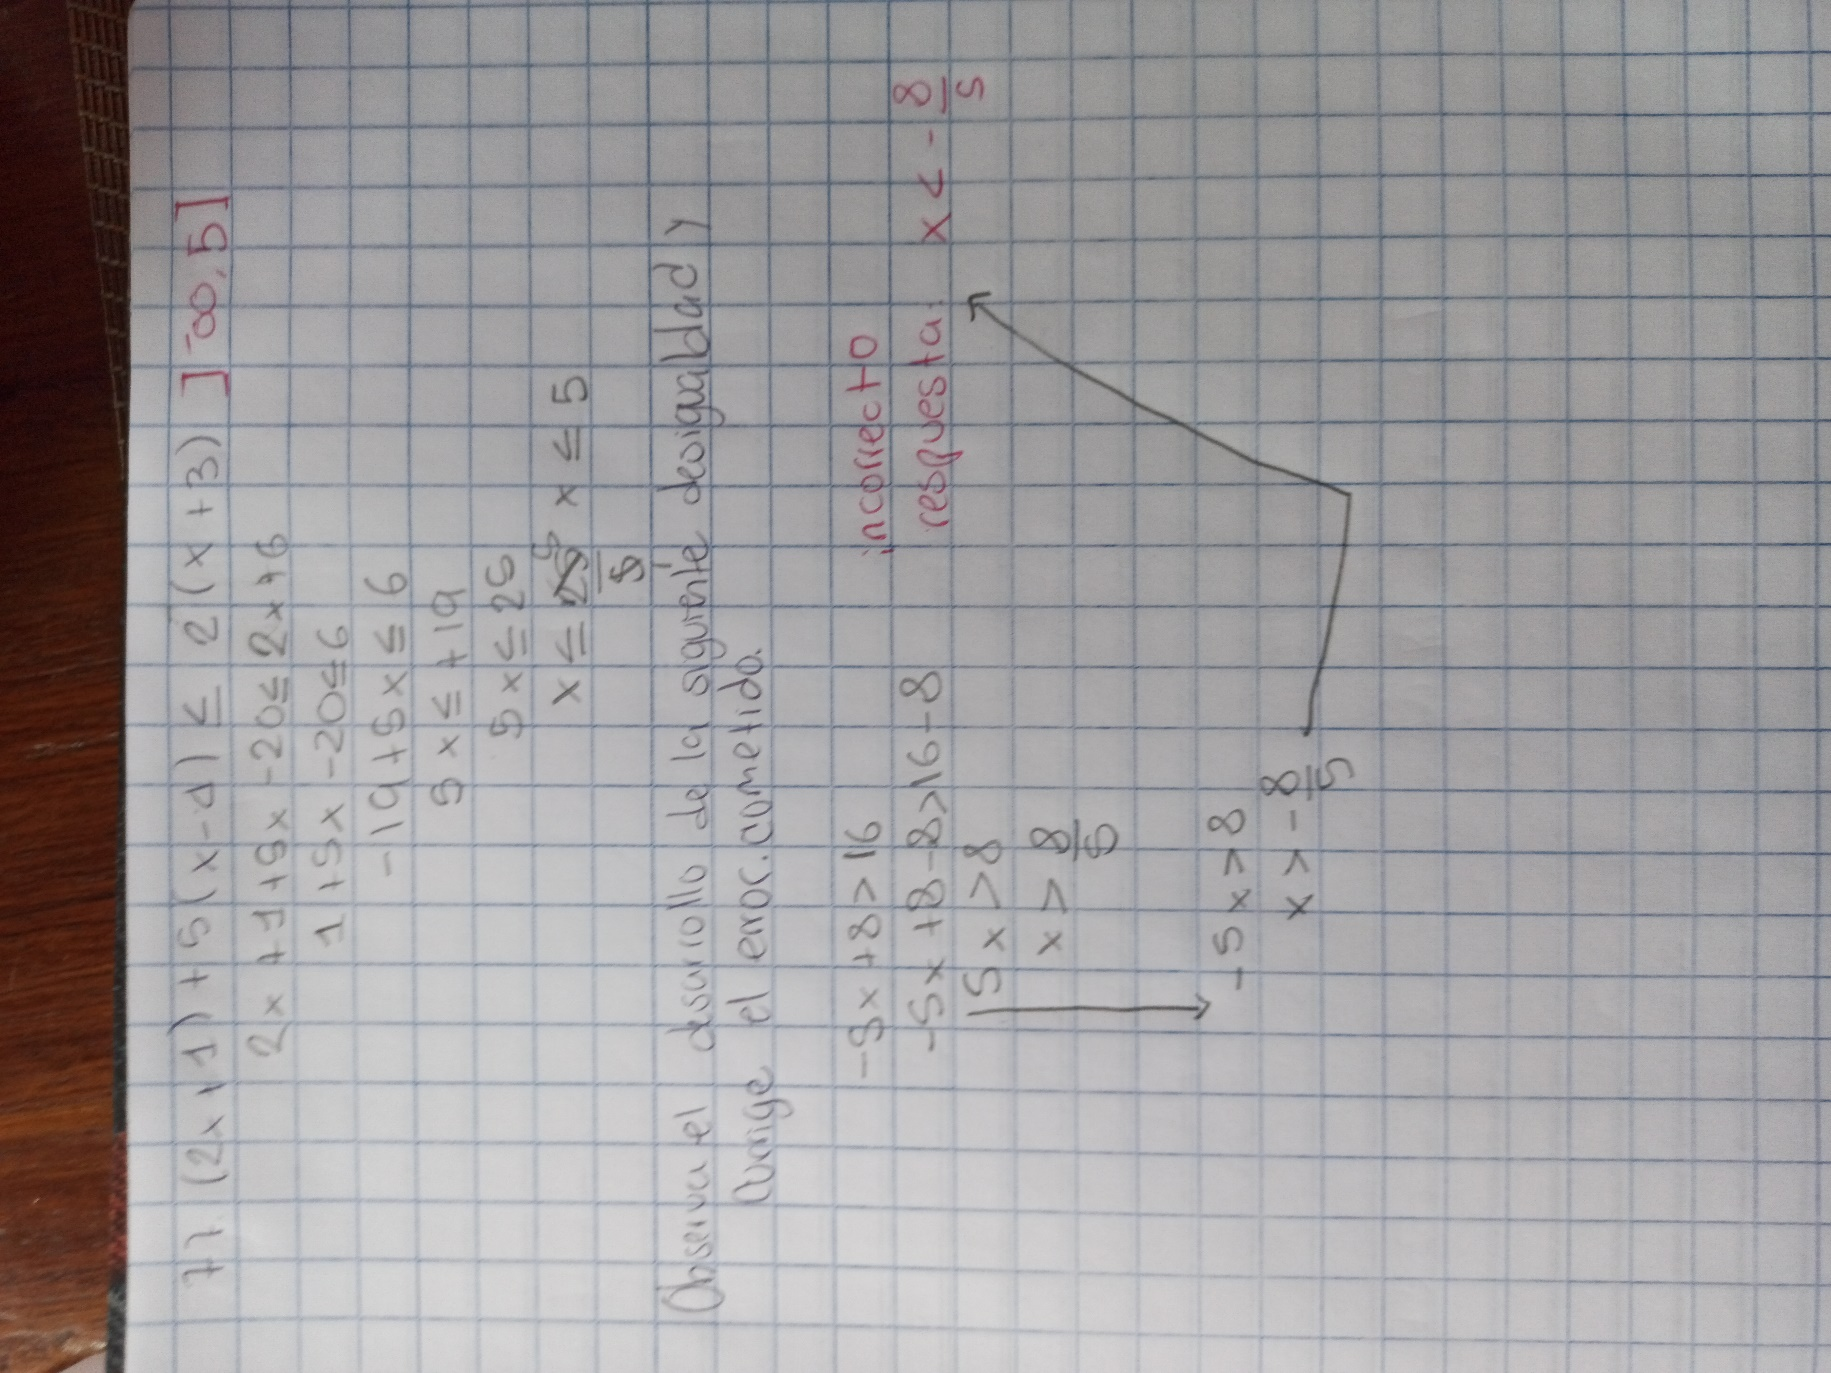 7) (2x+1)+5(x-4) ≤ 2(x+3) ]-∞,5]
2x+1+5x-20≤2x+6
1+5x-20≤6
-19+5x≤6
5x≤+19
5x≤25
x≤25/5 5 x≤5
Observa el desarrollo de la siguiente desigualdad y
Corrige el error.cometido.
-5x+8>16 incorrecto
-5x+8-8>16-8 respuesta: x<-8/5
5x>8
x>8/5
-5x>8
x>-8/5